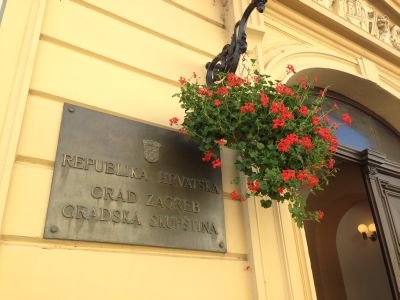 REPUBLIKA HRVATSKA
GRAD ZAGREB
GRADSKA SKUPŠTINA